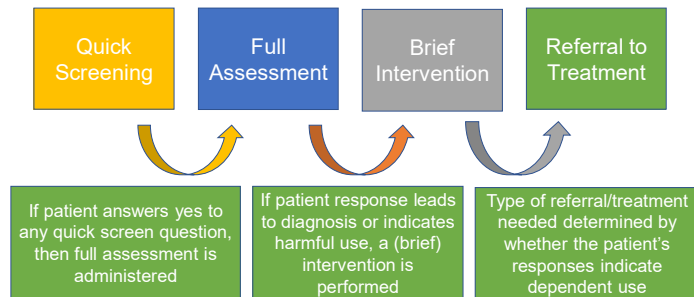 Quick
Screening
Full
Assessment
Brief
Intervention
Referral to
Treatment
If patient answers yes to
any quick screen question,
then full assessment is
administered
If patient response leads
to diagnosis or indicates
harmful use, a (brief)
intervention is
performed
Type of referral/treatment
needed determined by
whether the patient's
responses indicate
dependent use